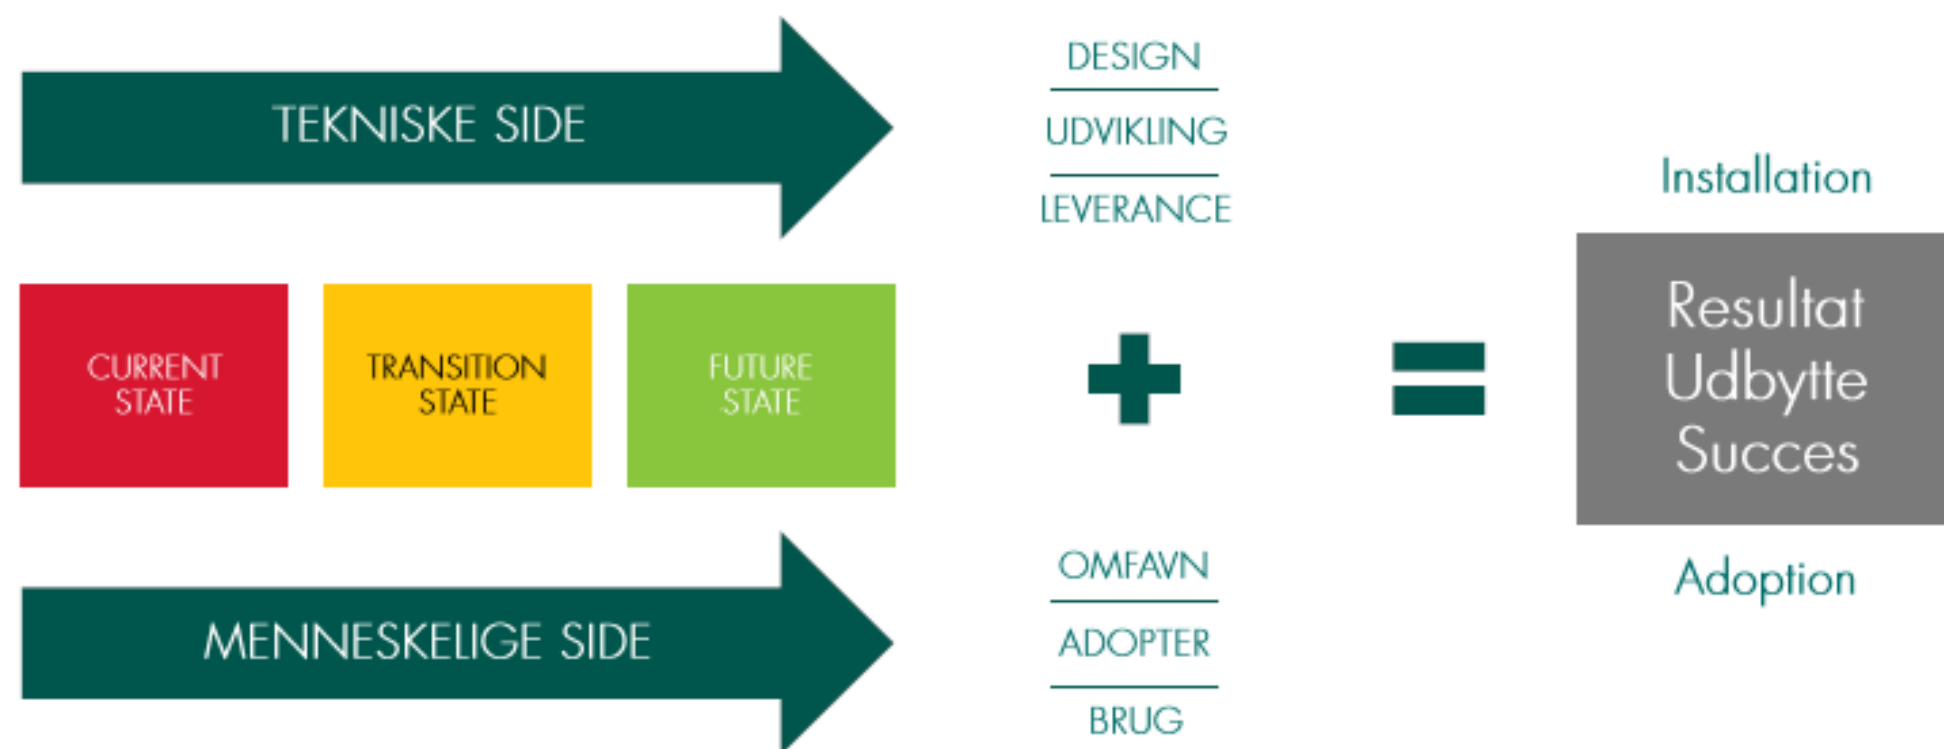 TEKNISKE SIDE
DESIGN
UDVIKLING
LEVERANCE
CURRENT
STATE
TRANSITION
STATE
FUTURE
STATE
Installation
Resultat
Udbytte
Succes
Adoption
MENNESKELIGE SIDE
OMFAVN
ADOPTER
BRUG